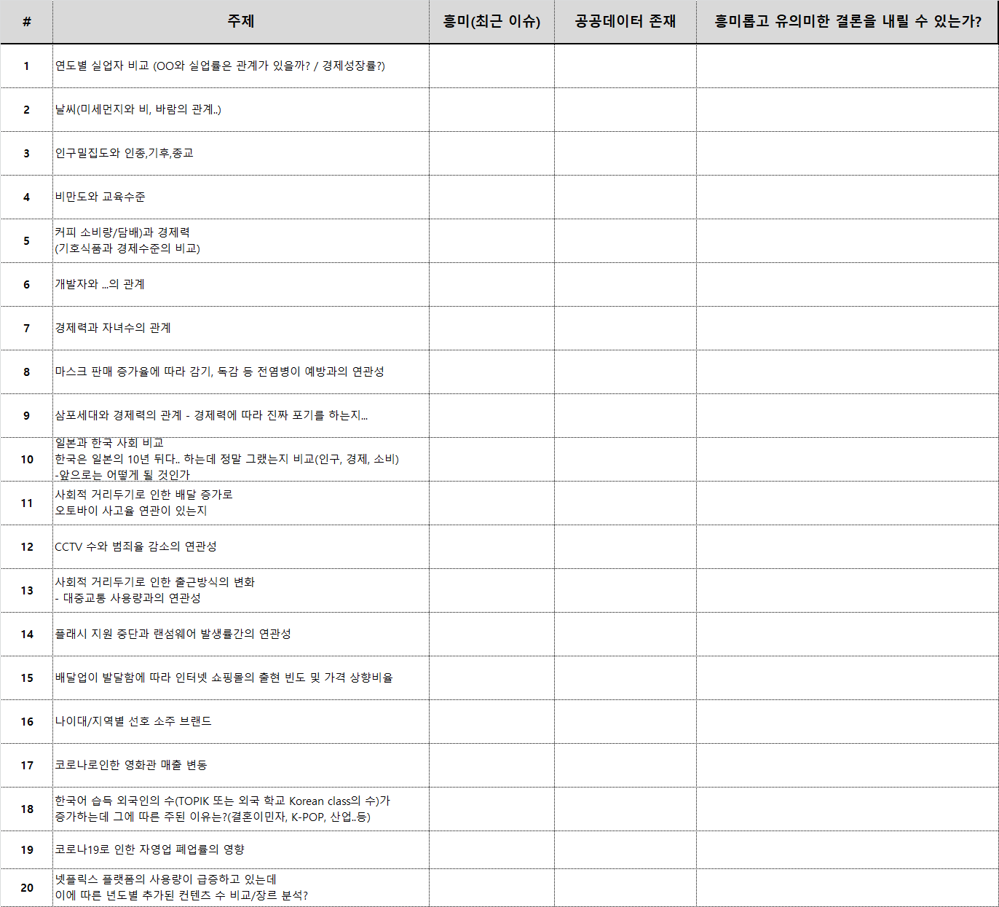 # 주제 흥미(최근 이슈) 공공데이터 존재 흥미롭고 유의미한 결론을 내릴 수 있는가?
1 연도별 실업자 비교 (OO와 실업률은 관계가 있을까? / 경제성장률?)
2 날씨(미세먼지와 비, 바람의 관계..)
3 인구밀집도와 인종,기후,종교
4 비만도와 교육수준
5 커피 소비량/담배)과 경제력
(기호식품과 경제수준의 비교)
6 개발자와 ...의 관계
7 경제력과 자녀수의 관계
8 마스크 판매 증가율에 따라 감기, 독감 등 전염병이 예방과의 연관성
9 삼포세대와 경제력의 관계 - 경제력에 따라 진짜 포기를 하는지...
10 일본과 한국 사회 비교
한국은 일본의 10년 뒤다.. 하는데 정말 그랬는지 비교(인구, 경제, 소비)
-앞으로는 어떻게 될 것인가
11 사회적 거리두기로 인한 배달 증가로
오토바이 사고율 연관이 있는지
12 CCTV 수와 범죄율 감소의 연관성
13 사회적 거리두기로 인한 출근방식의 변화
- 대중교통 사용량과의 연관성
14 플래시 지원 중단과 랜섬웨어 발생률간의 연관성
15 배달업이 발달함에 따라 인터넷 쇼핑몰의 출현 빈도 및 가격 상향비율
16 나이대/지역별 선호 소주 브랜드
17 코로나로인한 영화관 매출 변동
18 한국어 습득 외국인의 수(TOPIK 또는 외국 학교 Korean class의 수)가
증가하는데 그에 따른 주된 이유는?(결혼이민자, K-POP, 산업..등)
19 코로나19로 인한 자영업 폐업률의 영향
20 넷플릭스 플랫폼의 사용량이 급증하고 있는데
이에 따른 년도별 추가된 컨텐츠 수 비교/장르 분석?